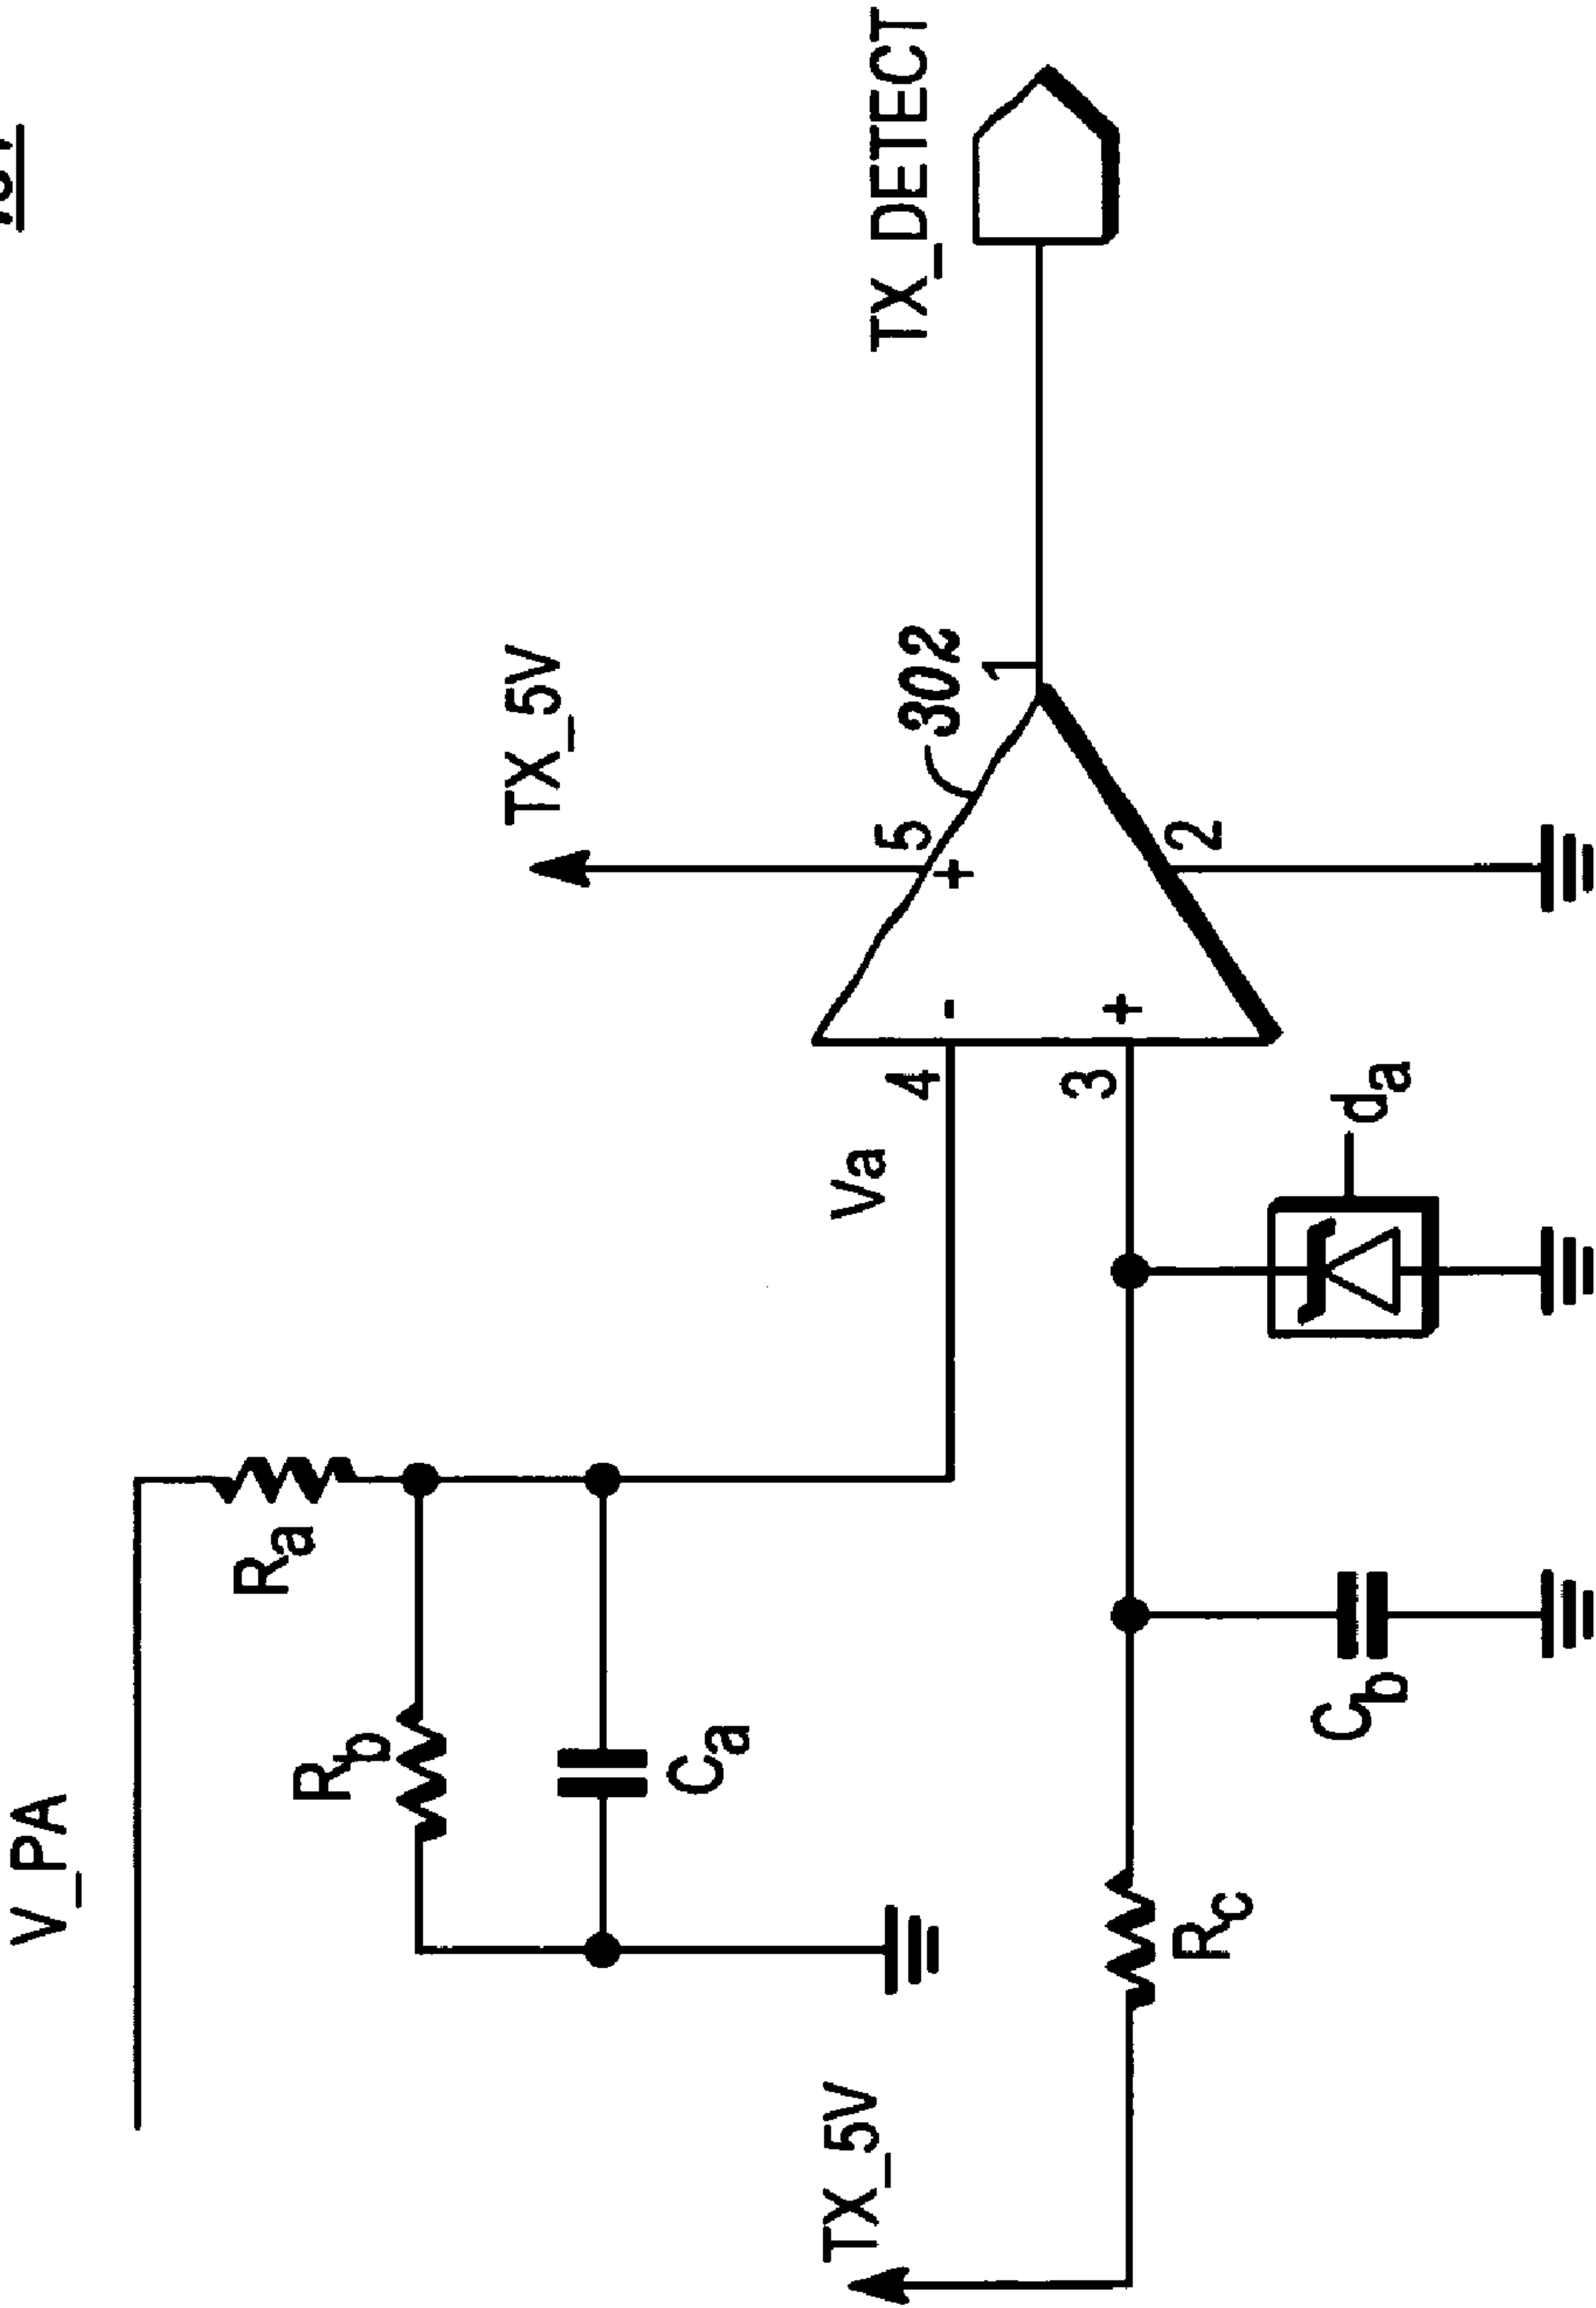 V_PA
Ra
Rb
TX_5V
Ca
TX_5V
Va
4
5
302
TX_DETECT
-
+
1
3
+
2
Rc
Cb
da